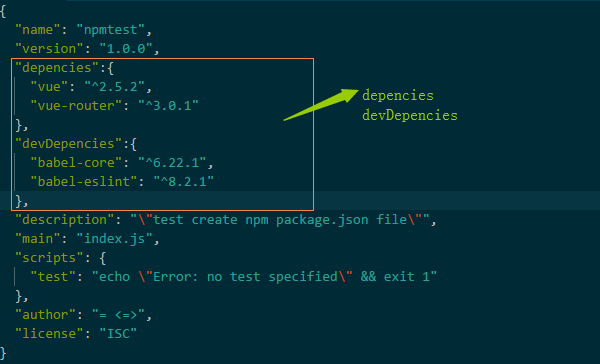 {
  "name": "npmtest",
  "version": "1.0.0",
  "depencies":{
    "vue": "^2.5.2",
    "vue-router": "^3.0.1"
  },
  "devDepencies":{
    "babel-core": "^6.22.1",
    "babel-eslint": "^8.2.1"
  },
  "description": "\"test create npm package.json file\"",
  "main": "index.js",
  "scripts": {
    "test": "echo \"Error: no test specified\" && exit 1"
  },
  "author": "= <=>",
  "license": "ISC"
}
depencies
devDepencies